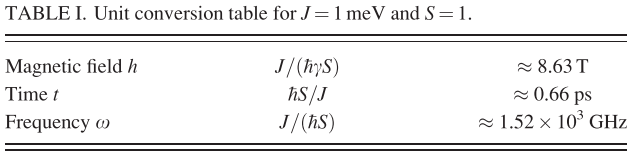 TABLE I. Unit conversion table for J = 1 meV and S = 1.
Magnetic field h J/(ħγS) ≈ 8.63 T
Time t ħS/J ≈ 0.66 ps
Frequency ω J/(ħS) ≈ 1.52 × 10³ GHz